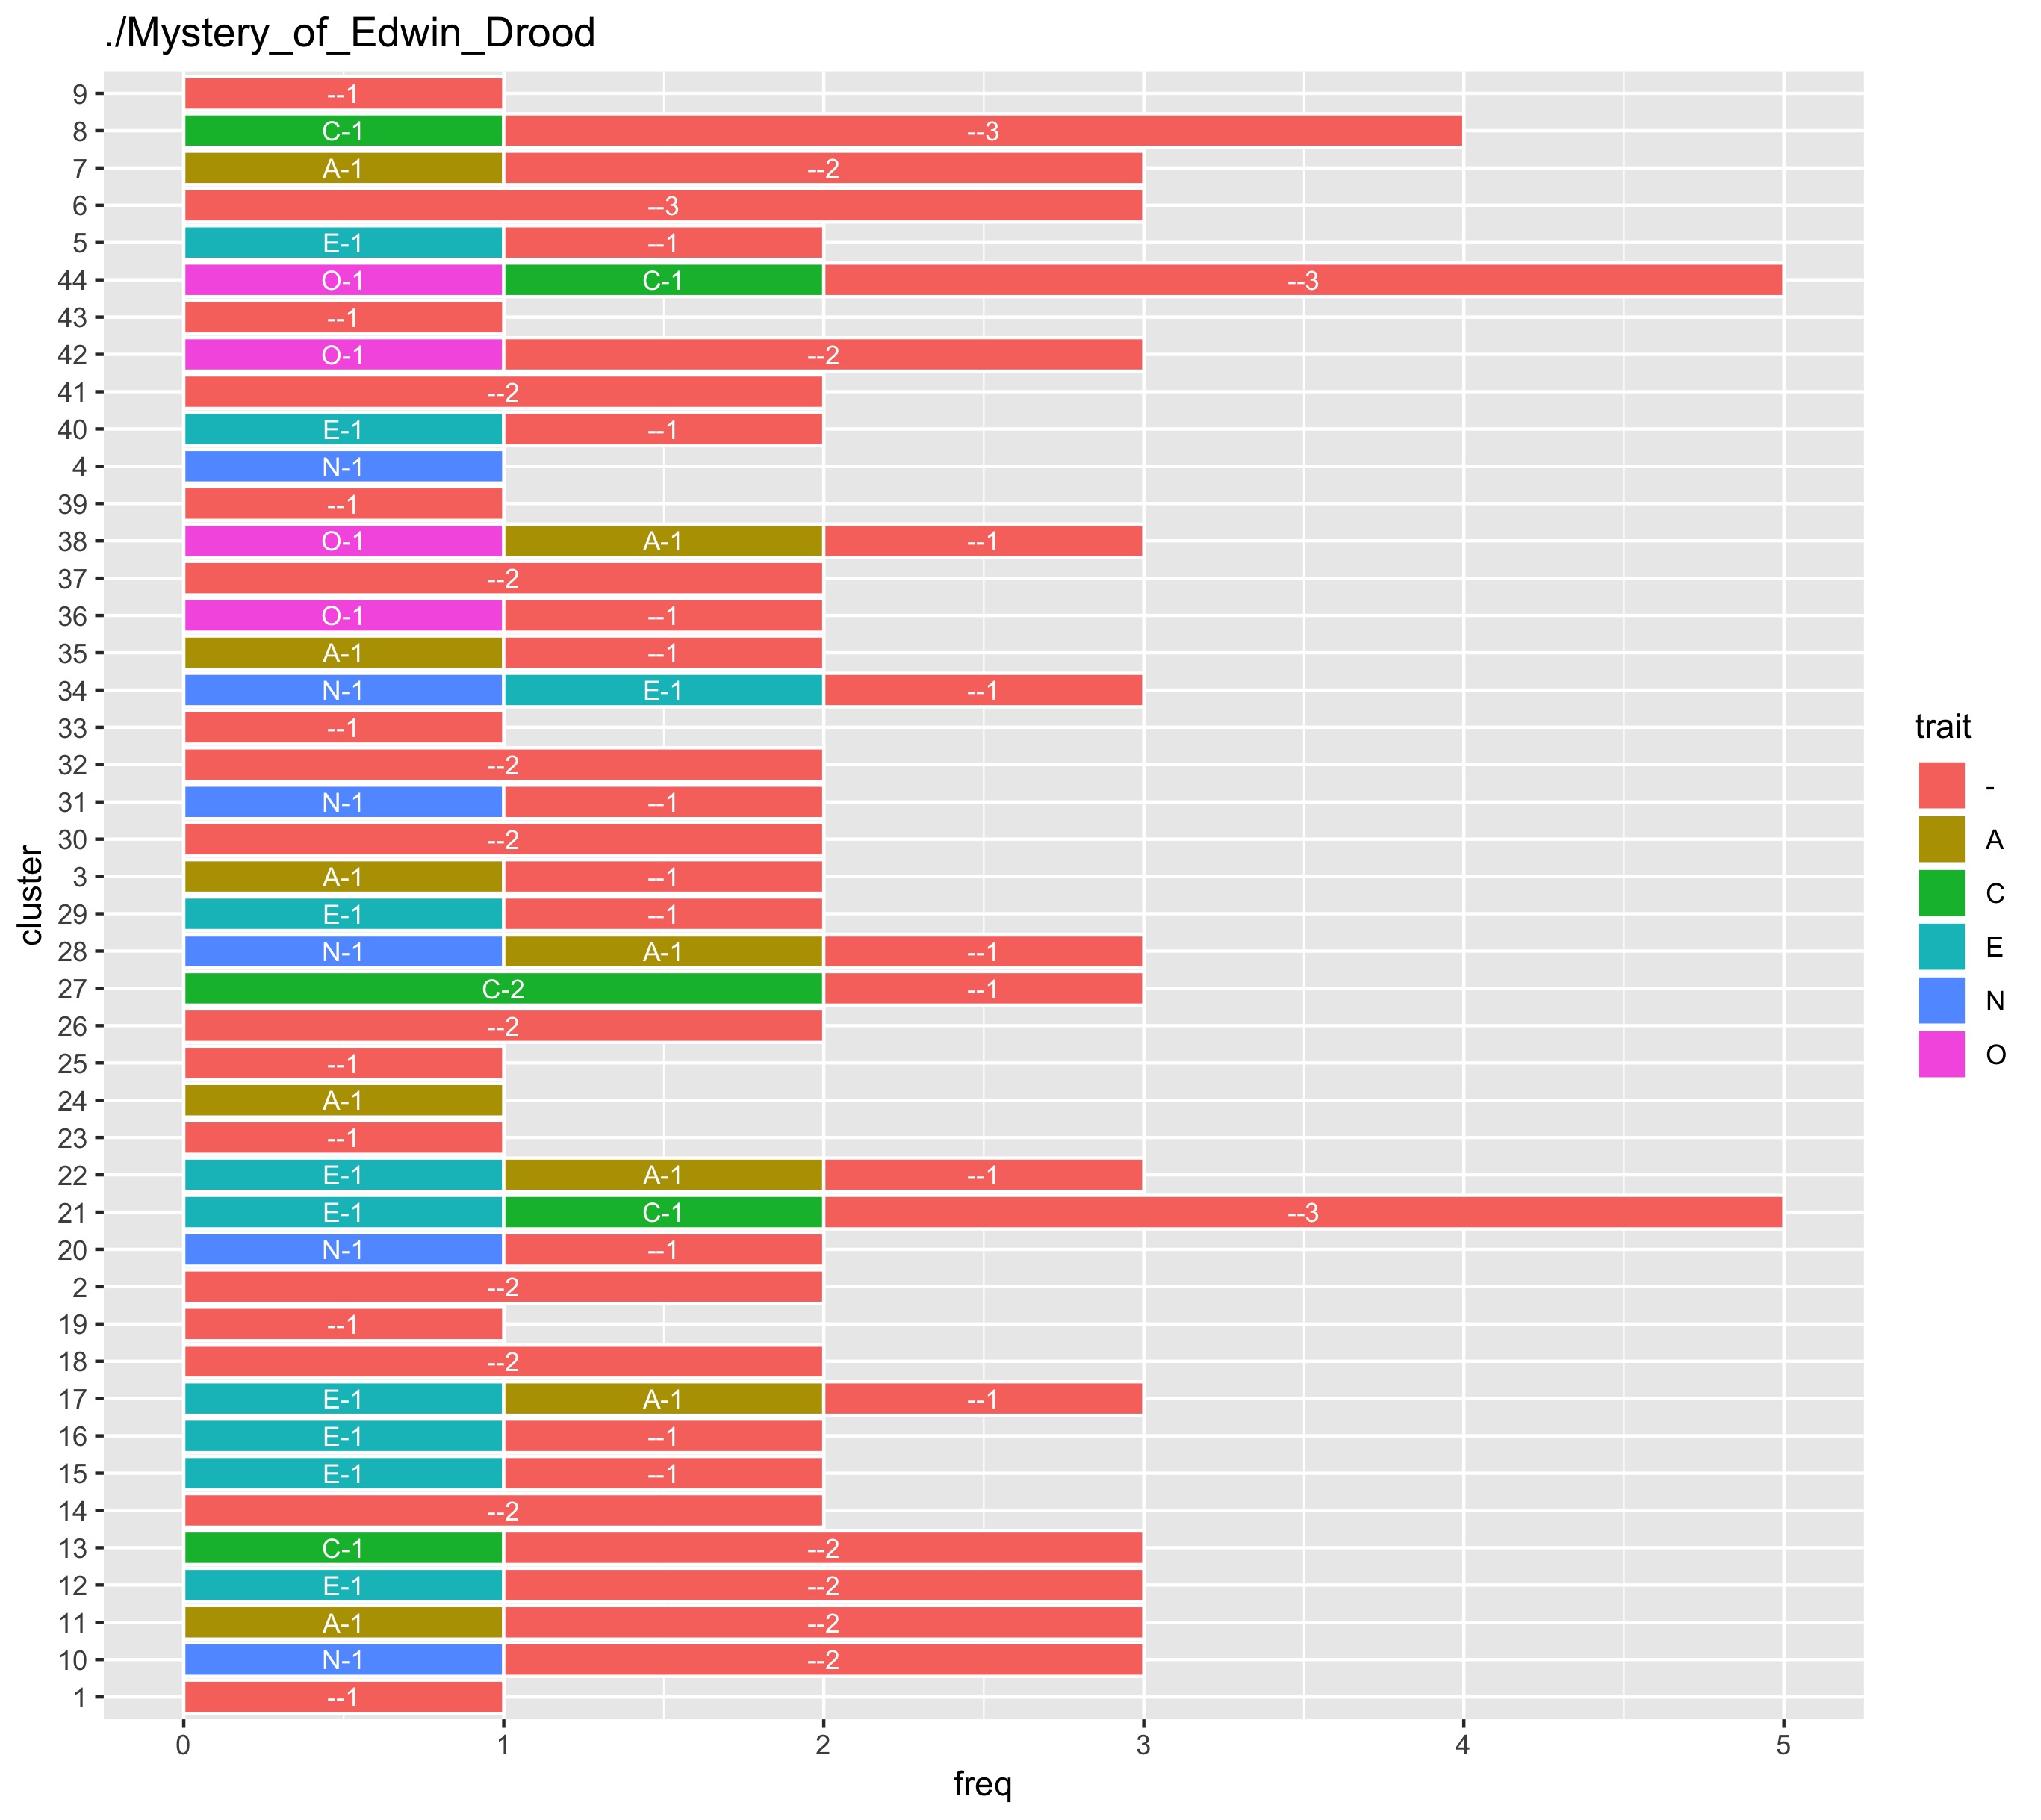 ./Mystery_of_Edwin_Drood
9 --1
8 C-1 --3
7 A-1 --2
6 --3
5 E-1 --1
44 O-1 C-1 --3
43 --1
42 O-1 --2
41 --2
40 E-1 --1
4 N-1
39 --1
38 O-1 A-1 --1
37 --2
36 O-1 --1
35 A-1 --1
34 N-1 E-1 --1
33 --1
32 --2
31 N-1 --1
30 --2
3 A-1 --1
29 E-1 --1
28 N-1 A-1 --1
27 C-2 --1
26 --2
25 --1
24 A-1
23 --1
22 E-1 A-1 --1
21 E-1 C-1 --3
20 N-1 --1
2 --2
19 --1
18 --2
17 E-1 A-1 --1
16 E-1 --1
15 E-1 --1
14 --2
13 C-1 --2
12 E-1 --2
11 A-1 --2
10 N-1 --2
1 --1
0 1 2 3 4 5
freq
cluster
trait
-
A
C
E
N
O